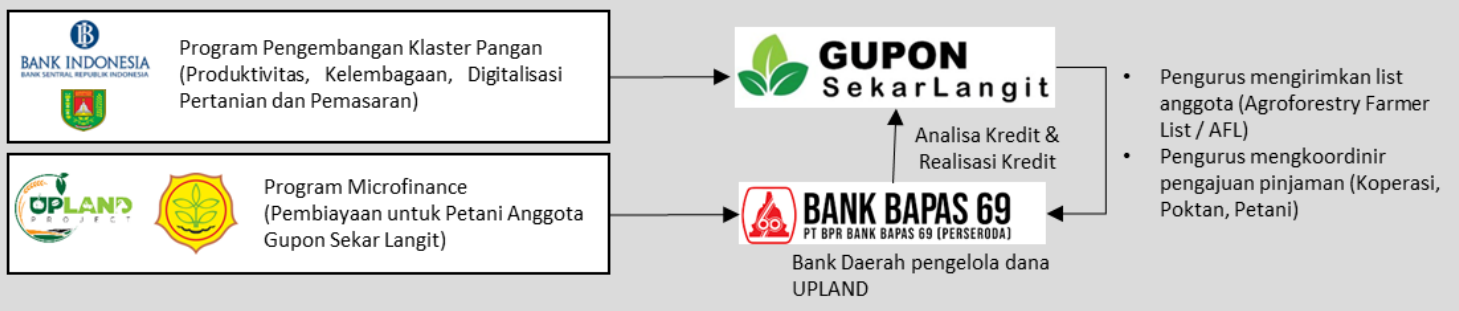 BANK INDONESIA
BANK SENTRAL REPUBLIK INDONESIA
Program Pengembangan Klaster Pangan
(Produktivitas, Kelembagaan, Digitalisasi
Pertanian dan Pemasaran)
UPLAND
PROJECT
Program Microfinance
(Pembiayaan untuk Petani Anggota
Gupon Sekar Langit)
GUPON
SekarLangit
Analisa Kredit &
Realisasi Kredit
BANK BAPAS 69
PT BPR BANK BAPAS 69 (PERSERODA)
Bank Daerah pengelola dana
UPLAND
• Pengurus mengirimkan list
anggota (Agroforestry Farmer
List / AFL)
• Pengurus mengkoordinir
pengajuan pinjaman (Koperasi,
Poktan, Petani)